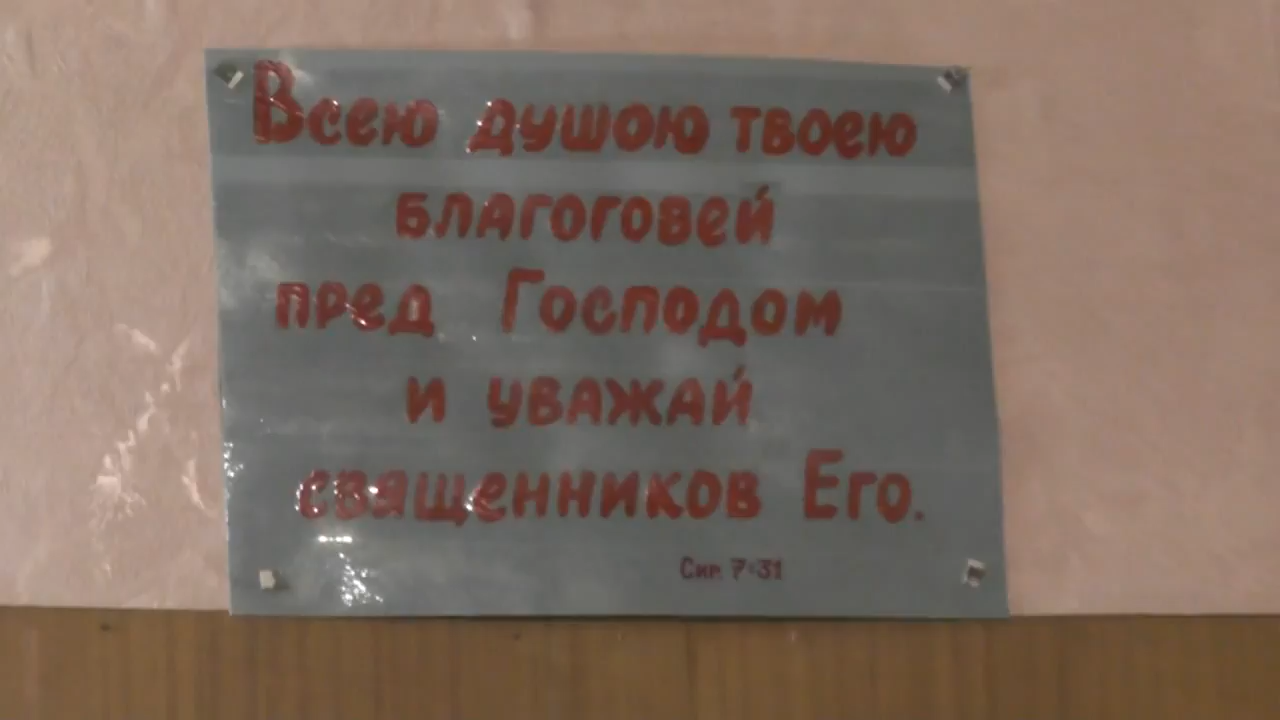 Всею душою твоею
благоговей
пред Господом
и уважай
священников Его.
Сир. 7:31